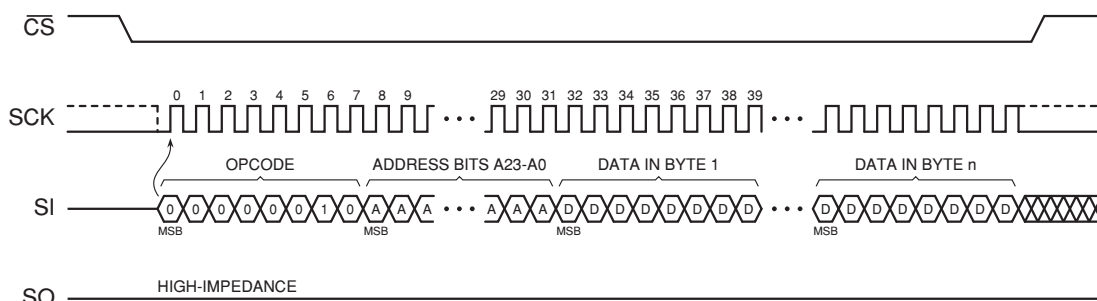 CS
SCK
0 1 2 3 4 5 6 7 8 9 29 30 31 32 33 34 35 36 37 38 39
OPCODE ADDRESS BITS A23-A0 DATA IN BYTE 1 DATA IN BYTE n
SI
0 0 0 0 0 0 1 0 A A A A A A D D D D D D D D D D D D D D D D
MSB MSB MSB MSB
HIGH-IMPEDANCE
SO